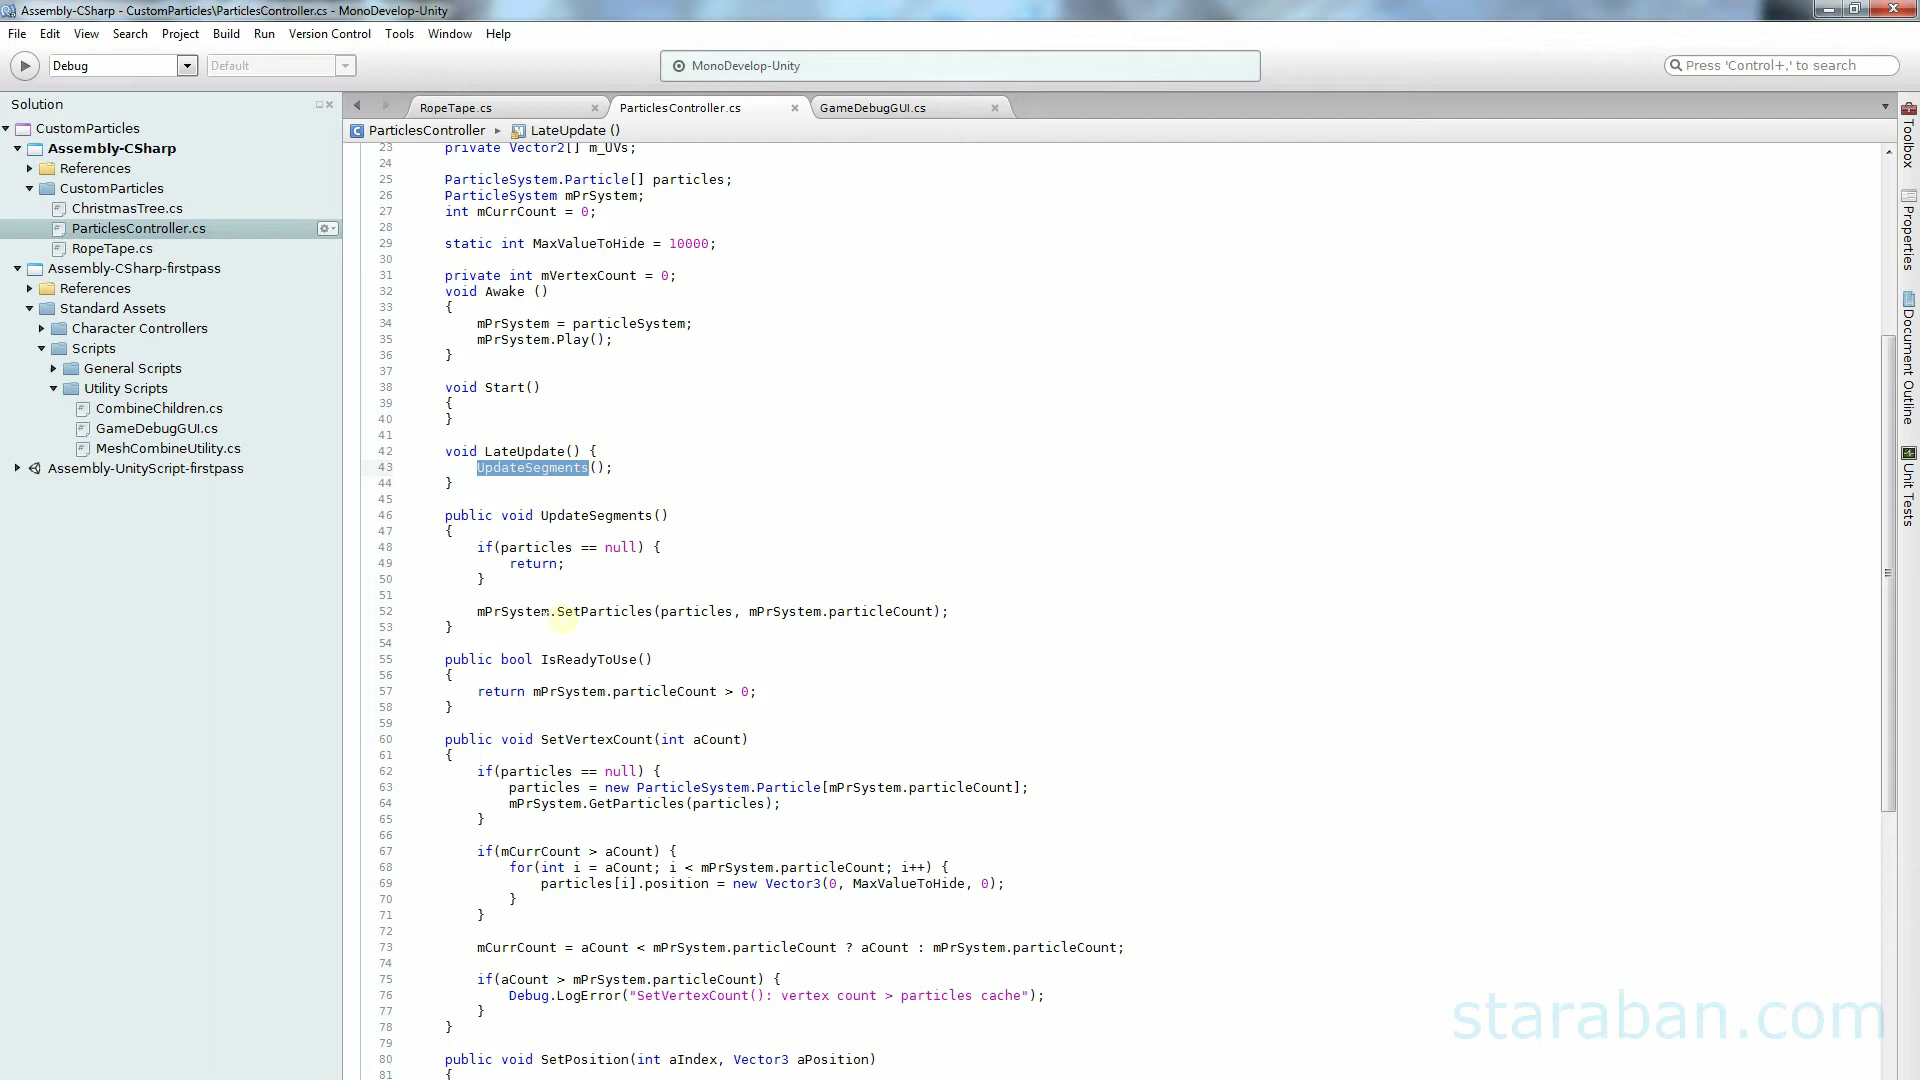 Assembly-CSharp - CustomParticles\ParticlesController.cs - MonoDevelop-Unity
File Edit View Search Project Build Run Version Control Tools Window Help
Debug Default MonoDevelop-Unity Press 'Control+,' to search
Solution
CustomParticles
Assembly-CSharp
References
CustomParticles
ChristmasTree.cs
ParticlesController.cs
RopeTape.cs
Assembly-CSharp-firstpass
References
Standard Assets
Character Controllers
Scripts
General Scripts
Utility Scripts
CombineChildren.cs
GameDebugGUI.cs
MeshCombineUtility.cs
Assembly-UnityScript-firstpass
RopeTape.cs ParticlesController.cs GameDebugGUI.cs
ParticlesController LateUpdate ()
23 private Vector2[] m_UVs;
24
25 ParticleSystem.Particle[] particles;
26 ParticleSystem mPrSystem;
27 int mCurrCount = 0;
28
29 static int MaxValueToHide = 10000;
30
31 private int mVertexCount = 0;
32 void Awake ()
33 {
34 mPrSystem = particleSystem;
35 mPrSystem.Play();
36 }
37
38 void Start()
39 {
40 }
41
42 void LateUpdate() {
43 UpdateSegments();
44 }
45
46 public void UpdateSegments()
47 {
48 if(particles == null) {
49 return;
50 }
51
52 mPrSystem.SetParticles(particles, mPrSystem.particleCount);
53 }
54
55 public bool IsReadyToUse()
56 {
57 return mPrSystem.particleCount > 0;
58 }
59
60 public void SetVertexCount(int aCount)
61 {
62 if(particles == null) {
63 particles = new ParticleSystem.Particle[mPrSystem.particleCount];
64 mPrSystem.GetParticles(particles);
65 }
66
67 if(mCurrCount > aCount) {
68 for(int i = aCount; i < mPrSystem.particleCount; i++) {
69 particles[i].position = new Vector3(0, MaxValueToHide, 0);
70 }
71 }
72
73 mCurrCount = aCount < mPrSystem.particleCount ? aCount : mPrSystem.particleCount;
74
75 if(aCount > mPrSystem.particleCount) {
76 Debug.LogError("SetVertexCount(): vertex count > particles cache");
77 }
78 }
79
80 public void SetPosition(int aIndex, Vector3 aPosition)
81 {
Toolbox
Properties
Document Outline
Unit Tests
staraban.com